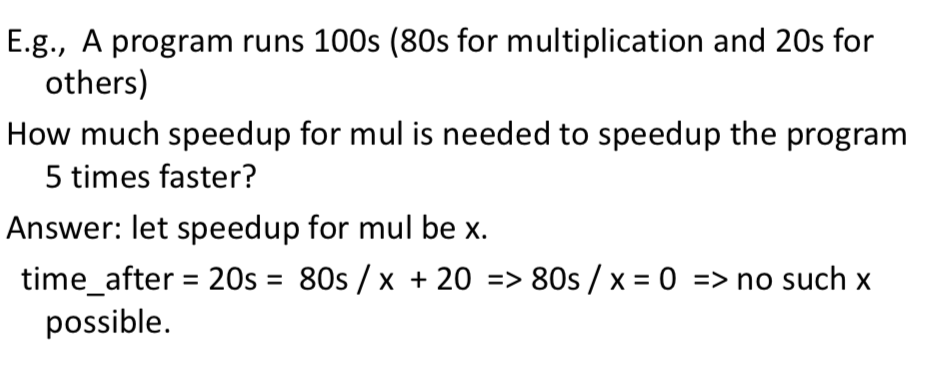 E.g., A program runs 100s (80s for multiplication and 20s for
others)
How much speedup for mul is needed to speedup the program
5 times faster?
Answer: let speedup for mul be x.
time_after = 20s = 80s / x + 20 => 80s / x = 0 => no such x
possible.